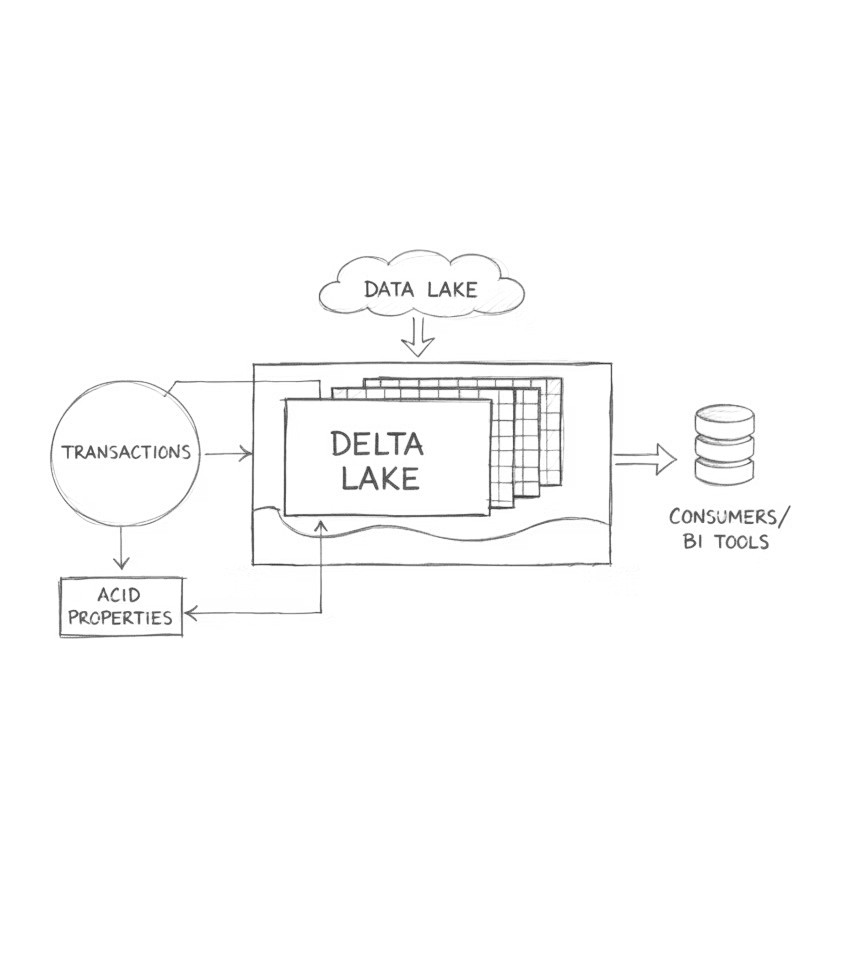 DATA LAKE
TRANSACTIONS
DELTA
LAKE
CONSUMERS/
BI TOOLS
ACID
PROPERTIES